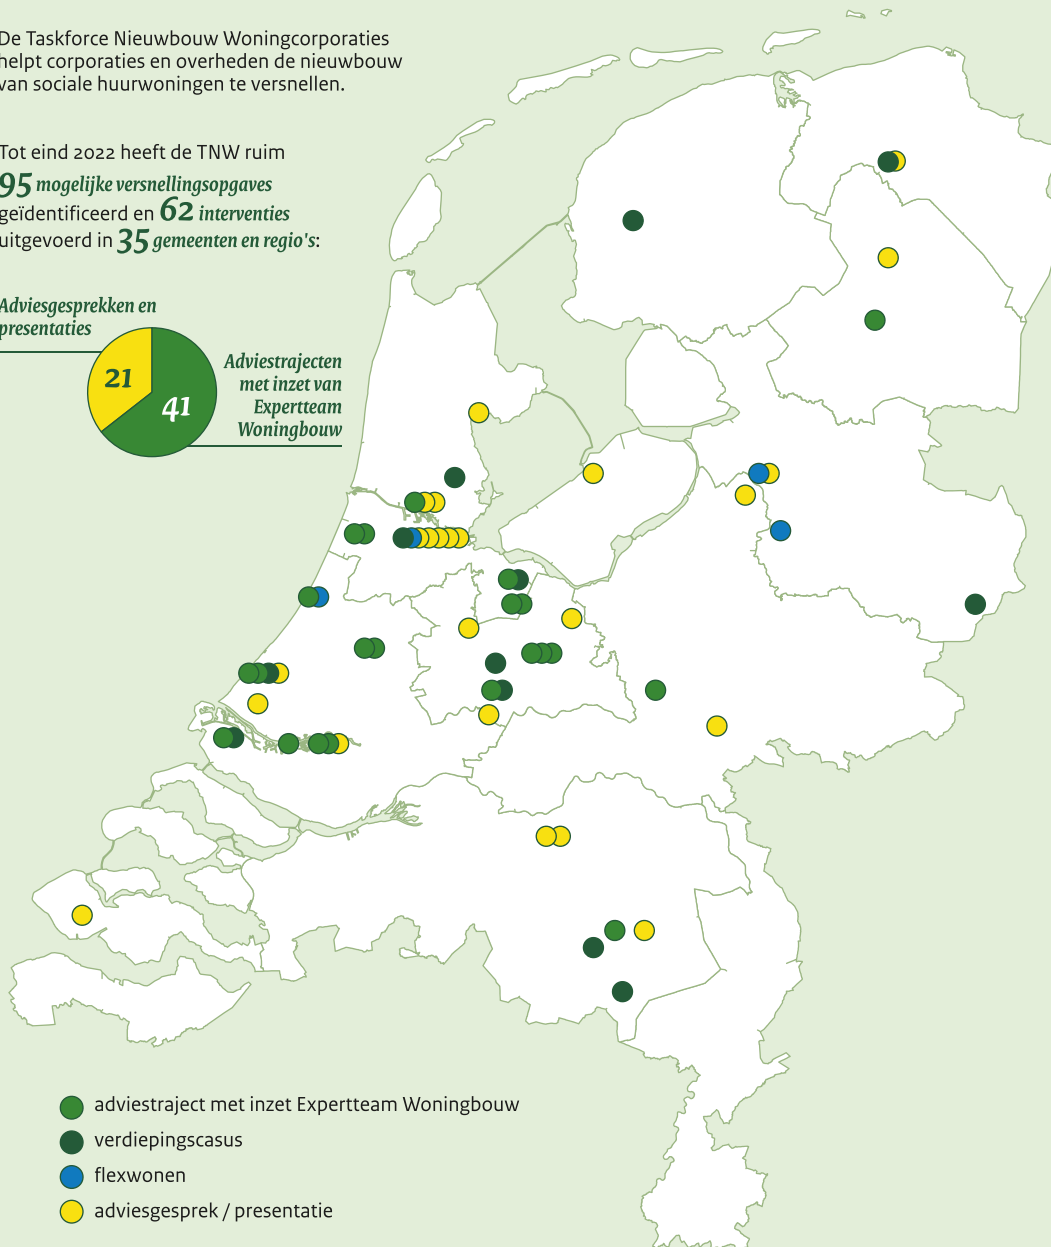 De Taskforce Nieuwbouw Woningcorporaties
helpt corporaties en overheden de nieuwbouw
van sociale huurwoningen te versnellen.
Tot eind 2022 heeft de TNW ruim
95 mogelijke versnellingsopgaves
geïdentificeerd en 62 interventies
uitgevoerd in 35 gemeenten en regio's:
Adviesgesprekken en
presentaties
21
41
Adviestrajecten
met inzet van
Expertteam
Woningbouw
adviestraject met inzet Expertteam Woningbouw
verdiepingscasus
flexwonen
adviesgesprek / presentatie